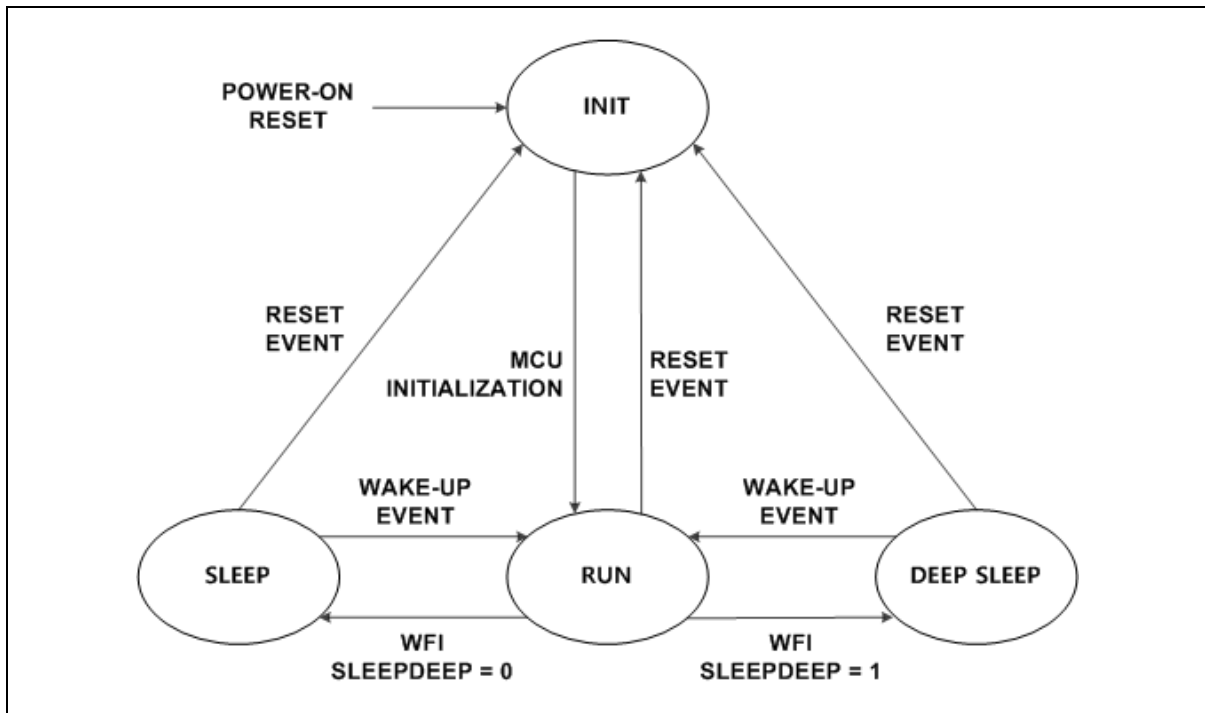 POWER-ON
RESET
INIT
RESET
EVENT
MCU
INITIALIZATION
RESET
EVENT
RESET
EVENT
WAKE-UP
EVENT
WAKE-UP
EVENT
SLEEP
RUN
DEEP SLEEP
WFI
SLEEPDEEP = 0
WFI
SLEEPDEEP = 1